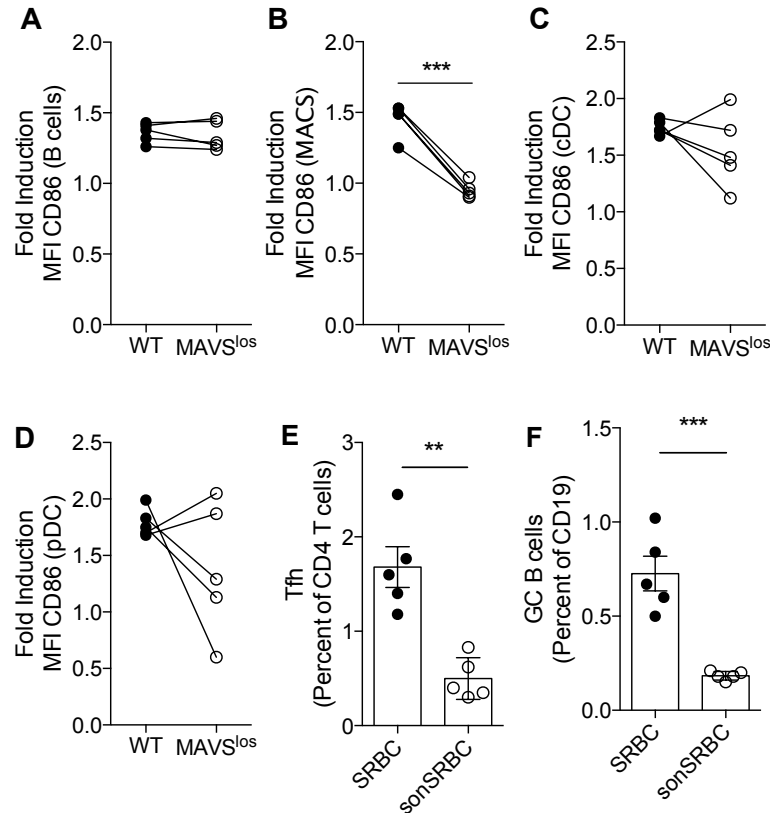 A
Fold Induction
MFI CD86 (B cells)
2.0
1.5
1.0
0.5
0.0
WT MAVSlos
B
Fold Induction
MFI CD86 (MACS)
2.0
1.5
1.0
0.5
0.0
***
WT MAVSlos
C
Fold Induction
MFI CD86 (cDC)
2.5
2.0
1.5
1.0
0.5
0.0
WT MAVSlos
D
Fold Induction
MFI CD86 (pDC)
2.5
2.0
1.5
1.0
0.5
0.0
WT MAVSlos
E
Tfh
(Percent of CD4 T cells)
3
2
1
0
**
SRBC
sonSRBC
F
GC B cells
(Percent of CD19)
1.5
1.0
0.5
0.0
***
SRBC
sonSRBC